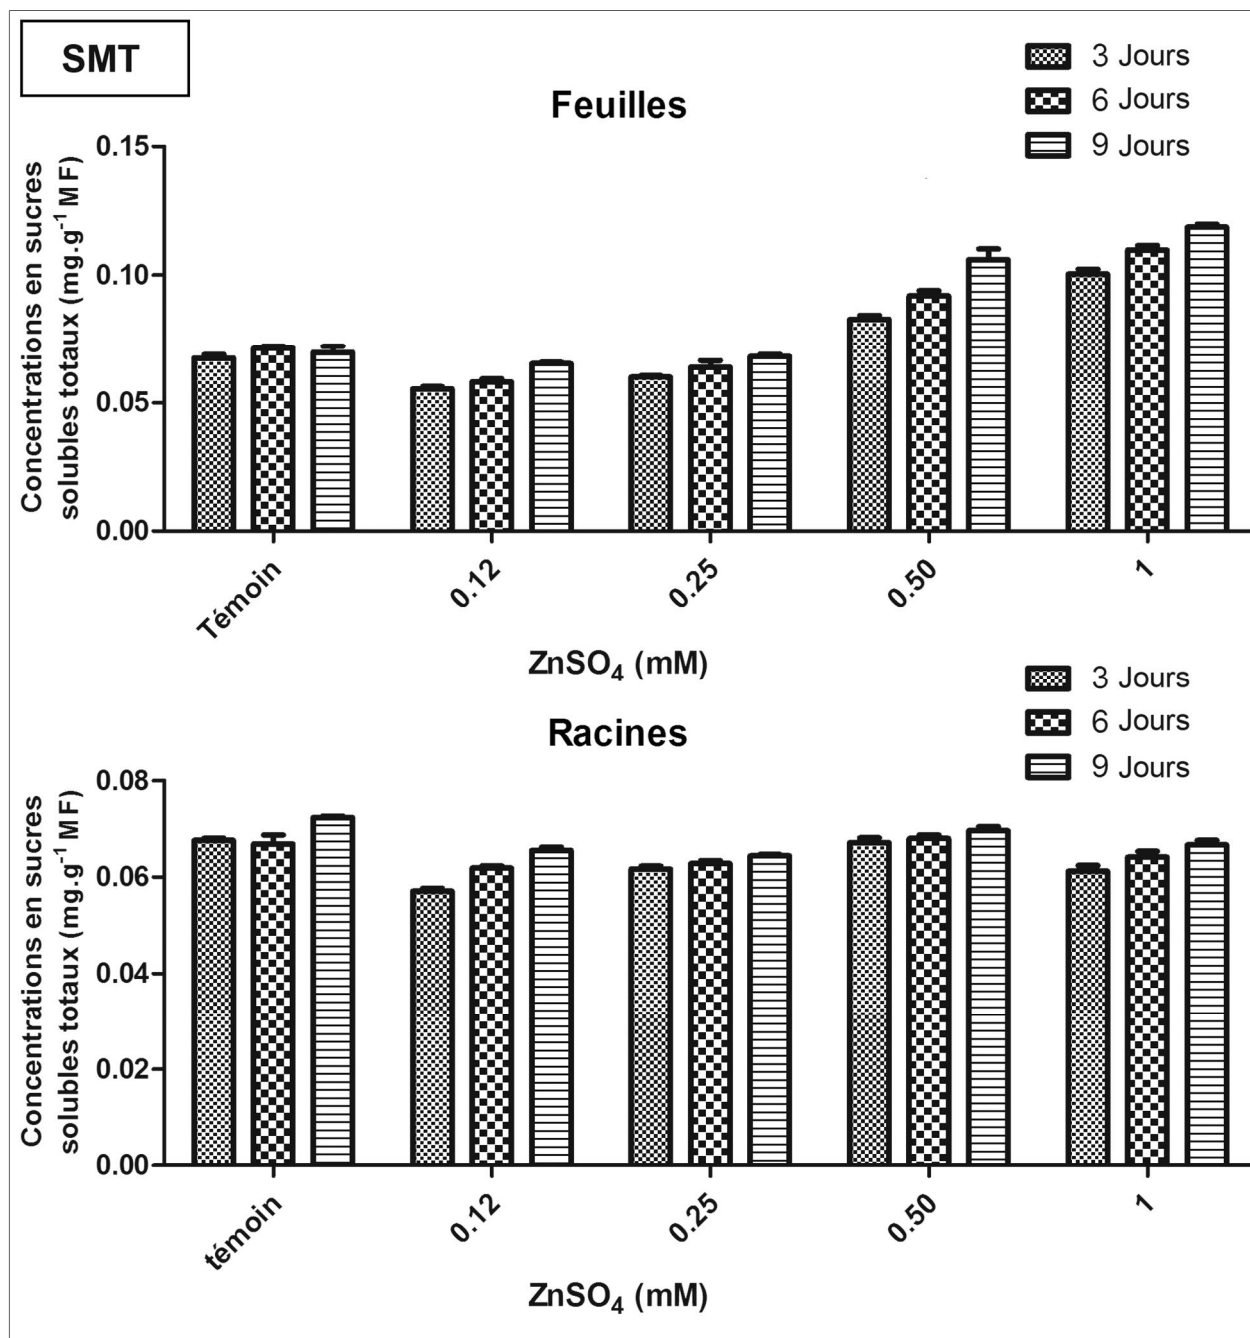 SMT
3 Jours
6 Jours
9 Jours
Feuilles
Concentrations en sucres
solubles totaux (mg.g⁻¹ MF)
0.15
0.10
0.05
0.00
Témoin
0.12
0.25
0.50
1
ZnSO₄ (mM)
3 Jours
6 Jours
9 Jours
Racines
Concentrations en sucres
solubles totaux (mg.g⁻¹ MF)
0.08
0.06
0.04
0.02
0.00
témoin
0.12
0.25
0.50
1
ZnSO₄ (mM)